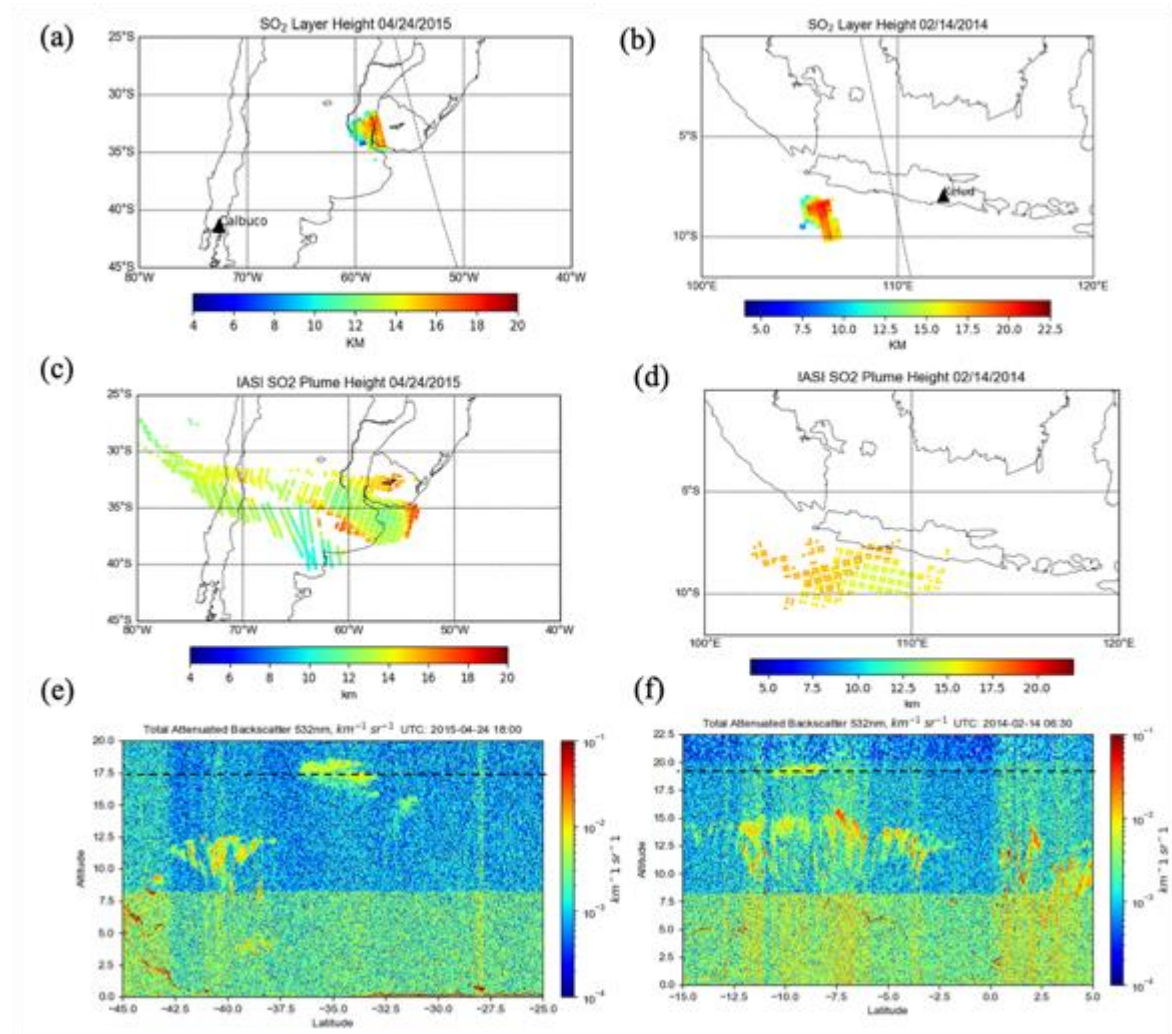 (a)
SO₂ Layer Height 04/24/2015
25°S
30°S
35°S
40°S
45°S
80°W 70°W 60°W 50°W 40°W
Calbuco
4 6 8 10 12 14 16 18 20
KM
(b)
SO₂ Layer Height 02/14/2014
5°S
10°S
100°E 110°E 120°E
Kelud
5.0 7.5 10.0 12.5 15.0 17.5 20.0 22.5
KM
(c)
IASI SO2 Plume Height 04/24/2015
25°S
30°S
35°S
40°S
45°S
80°W 70°W 60°W 50°W 40°W
4 6 8 10 12 14 16 18 20
km
(d)
IASI SO2 Plume Height 02/14/2014
5°S
10°S
100°E 110°E 120°E
5.0 7.5 10.0 12.5 15.0 17.5 20.0
km
(e)
Total Attenuated Backscatter 532nm, km⁻¹ sr⁻¹ UTC: 2015-04-24 18:00
20.0
17.5
15.0
12.5
10.0
7.5
5.0
2.5
0.0
Altitude
−45.0 −42.5 −40.0 −37.5 −35.0 −32.5 −30.0 −27.5 −25.0
Latitude
10⁻¹
10⁻²
10⁻³
10⁻⁴
km⁻1 sr⁻1
(f)
Total Attenuated Backscatter 532nm, km⁻¹ sr⁻¹ UTC: 2014-02-14 06:30
22.5
20.0
17.5
15.0
12.5
10.0
7.5
5.0
2.5
0.0
Altitude
−15.0 −12.5 −10.0 −7.5 −5.0 −2.5 0.0 2.5 5.0
Latitude
10⁻¹
10⁻²
10⁻³
10⁻⁴
km⁻1 sr⁻1